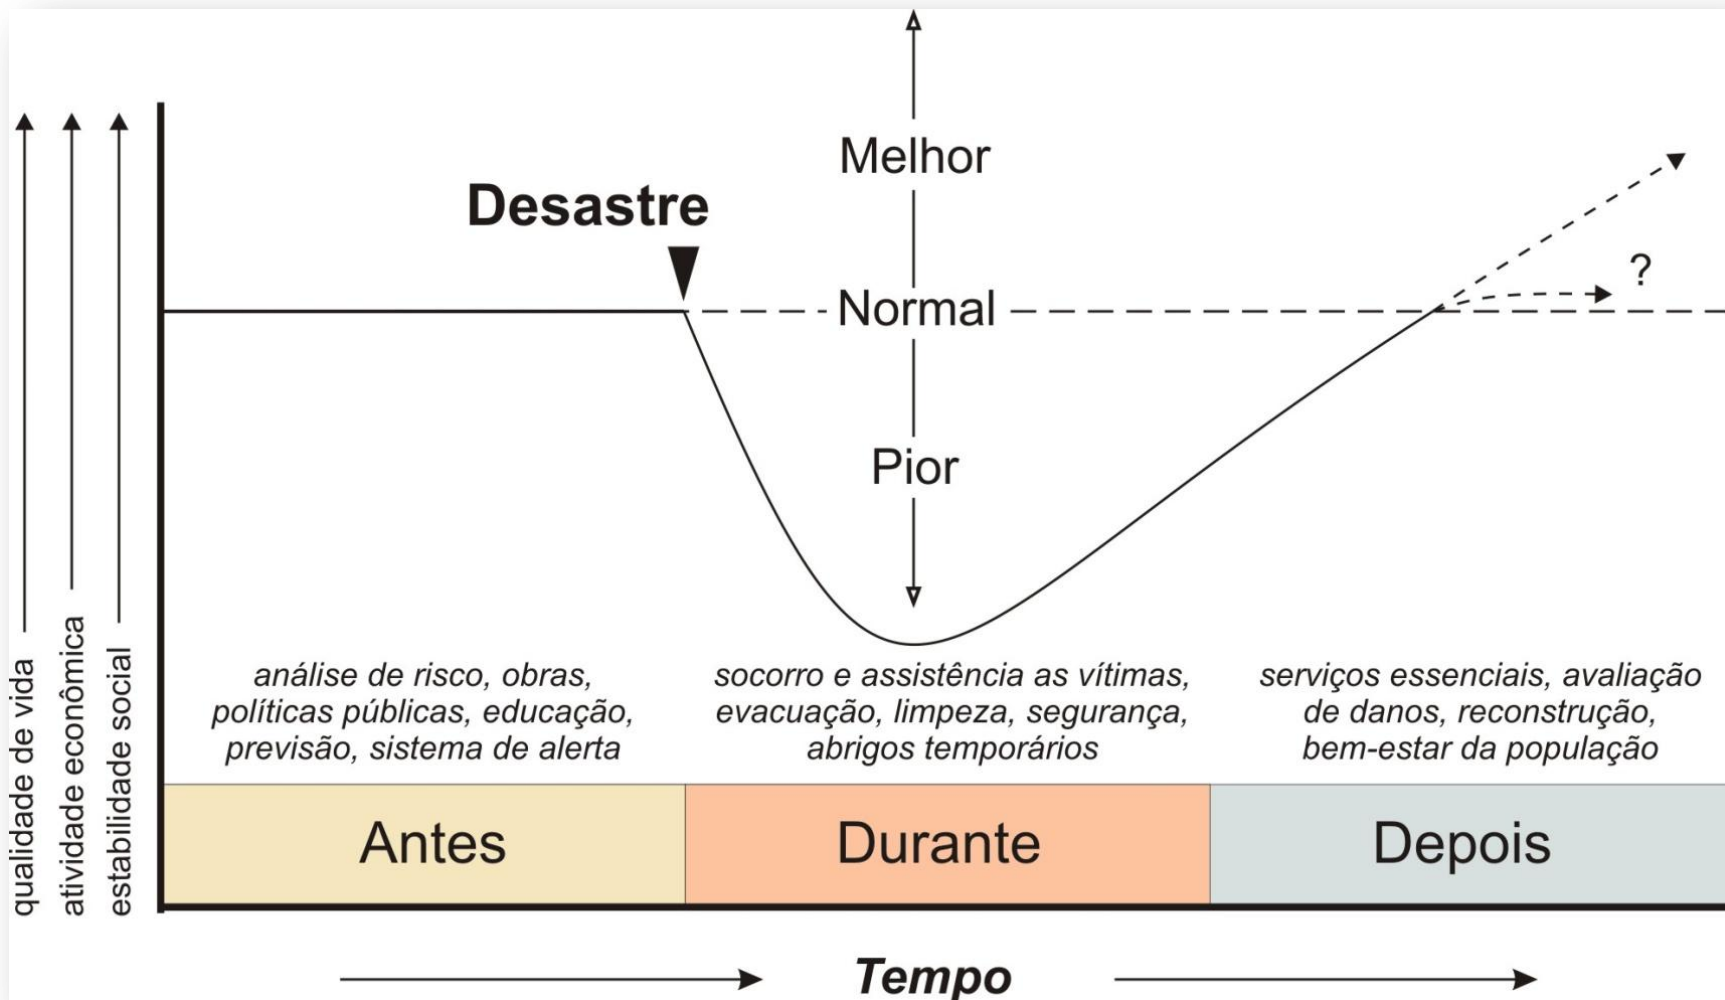 Melhor
Desastre
?
Normal
Pior
qualidade de vida
atividade econômica
estabilidade social
análise de risco, obras,
políticas públicas, educação,
previsão, sistema de alerta
socorro e assistência as vítimas,
evacuação, limpeza, segurança,
abrigos temporários
serviços essenciais, avaliação
de danos, reconstrução,
bem-estar da população
Antes
Durante
Depois
Tempo